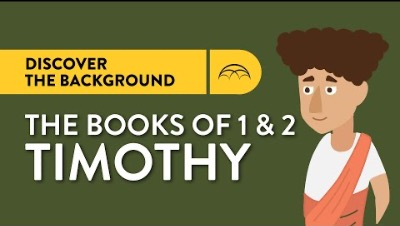 DISCOVER
THE BACKGROUND
THE BOOKS OF 1 & 2
TIMOTHY